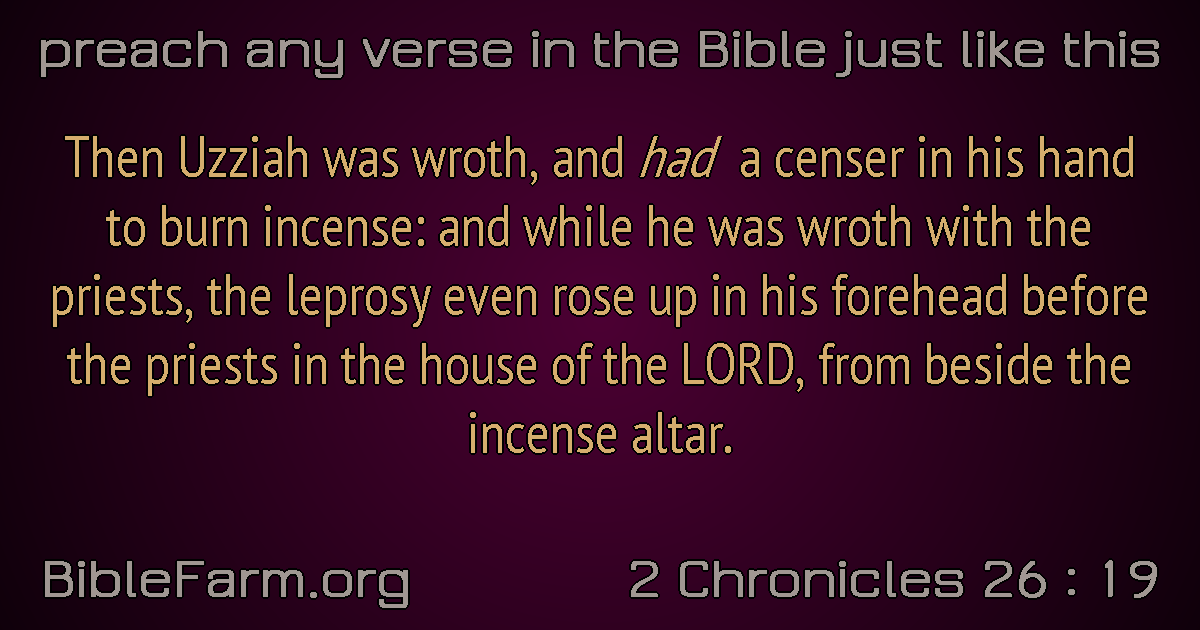 preach any verse in the Bible just like this
Then Uzziah was wroth, and had a censer in his hand
to burn incense: and while he was wroth with the
priests, the leprosy even rose up in his forehead before
the priests in the house of the LORD, from beside the
incense altar.
BibleFarm.org
2 Chronicles 26 : 19